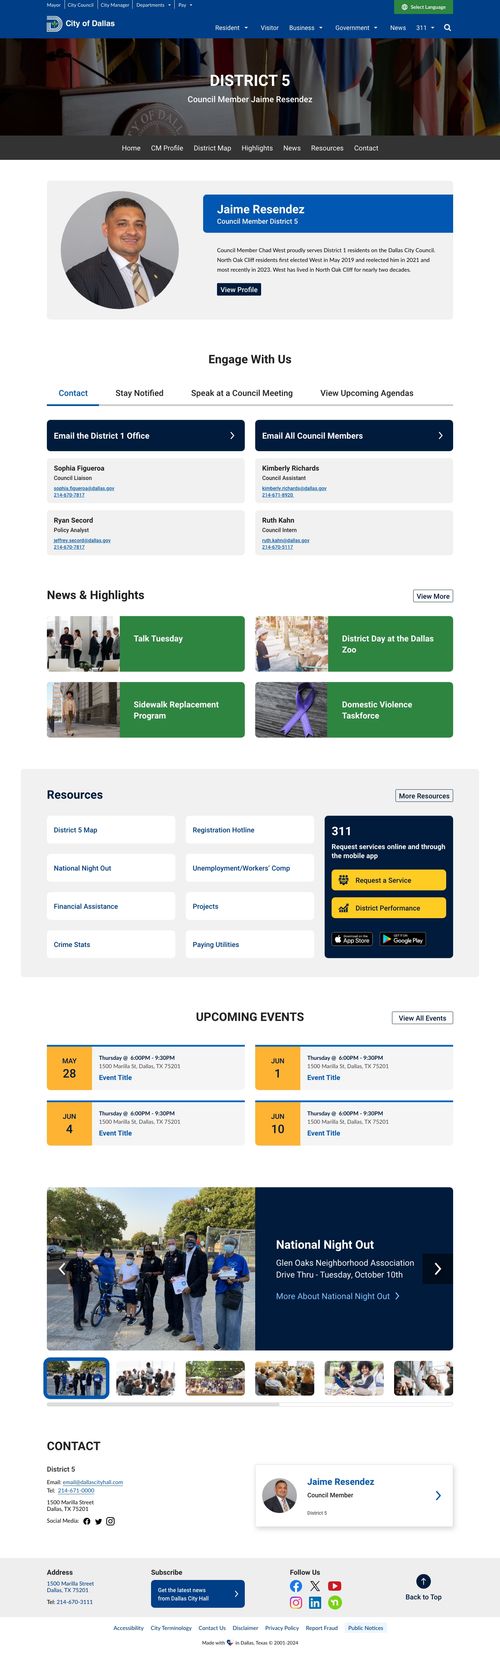 Mayor City Council City Manager Departments Pay
Select Language
City of Dallas
Resident Visitor Business Government News 311
DISTRICT 5
Council Member Jaime Resendez
Home CM Profile District Map Highlights News Resources Contact
Jaime Resendez
Council Member District 5
Council Member Chad West proudly serves District 1 residents on the Dallas City Council.
North Oak Cliff residents first elected West in May 2019 and reelected him in 2021 and
most recently in 2023. West has lived in North Oak Cliff for nearly two decades.
View Profile
Engage With Us
Contact Stay Notified Speak at a Council Meeting View Upcoming Agendas
Email the District 1 Office
Email All Council Members
Sophia Figueroa
Council Liaison
sophia.figueroa@dallas.gov
214-670-7817
Kimberly Richards
Council Assistant
kimberly.richards@dallas.gov
214-671-8920
Ryan Secord
Policy Analyst
jeffrey.secord@dallas.gov
214-670-7817
Ruth Kahn
Council Intern
ruth.kahn@dallas.gov
214-670-5117
News & Highlights
View More
Talk Tuesday
District Day at the Dallas
Zoo
Sidewalk Replacement
Program
Domestic Violence
Taskforce
Resources
More Resources
District 5 Map
Registration Hotline
National Night Out
Unemployment/Workers' Comp
Financial Assistance
Projects
Crime Stats
Paying Utilities
311
Request services online and through
the mobile app
Request a Service
District Performance
Download on the
App Store
GET IT ON
Google Play
UPCOMING EVENTS
View All Events
MAY
28
Thursday @ 6:00PM - 9:30PM
1500 Marilla St, Dallas, TX 75201
Event Title
JUN
1
Thursday @ 6:00PM - 9:30PM
1500 Marilla St, Dallas, TX 75201
Event Title
JUN
4
Thursday @ 6:00PM - 9:30PM
1500 Marilla St, Dallas, TX 75201
Event Title
JUN
10
Thursday @ 6:00PM - 9:30PM
1500 Marilla St, Dallas, TX 75201
Event Title
National Night Out
Glen Oaks Neighborhood Association
Drive Thru - Tuesday, October 10th
More About National Night Out
CONTACT
District 5
Email: email@dallascityhall.com
Tel: 214-671-0000
1500 Marilla Street
Dallas, TX 75201
Social Media:
Jaime Resendez
Council Member
District 5
Address
1500 Marilla Street
Dallas, TX 75201
Tel: 214-670-3111
Subscribe
Get the latest news
from Dallas City Hall
Follow Us
Back to Top
Accessibility City Terminology Contact Us Disclaimer Privacy Policy Report Fraud Public Notices
Made with in Dallas, Texas © 2001-2024